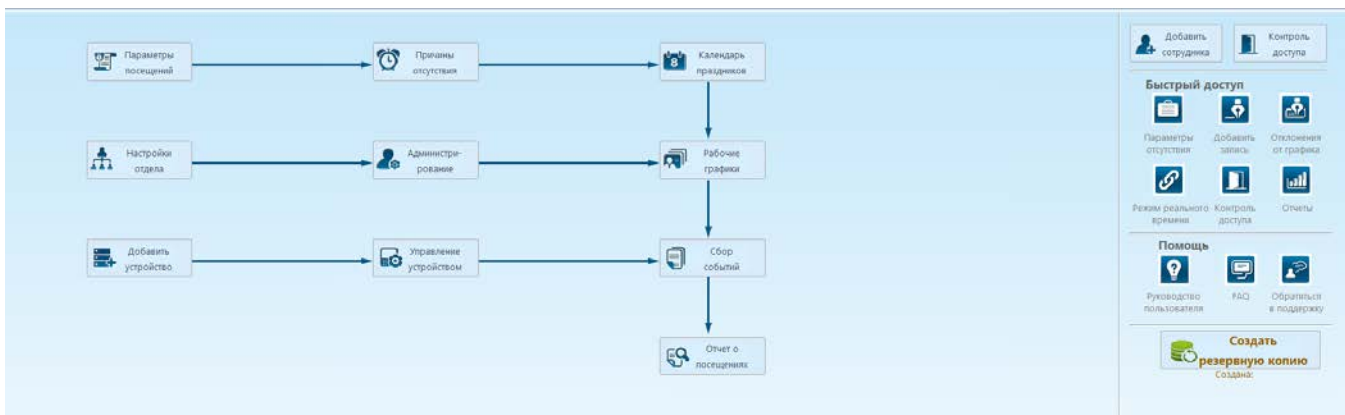 Параметры
посещений
Причины
отсутствия
8
Календарь
праздников
Настройки
отдела
Администри-
рование
Рабочие
графики
Добавить
устройство
Управление
устройством
Сбор
событий
Отчет о
посещениях
Добавить
сотрудника
Контроль
доступа
Быстрый доступ
Параметры
отсутствия
Добавить
запись
Отклонения
от графика
Режим реального
времени
Контроль
доступа
Отчеты
Помощь
?
Руководство
пользователя
FAQ
Обратиться
в поддержку
Создать
резервную копию
Создана: